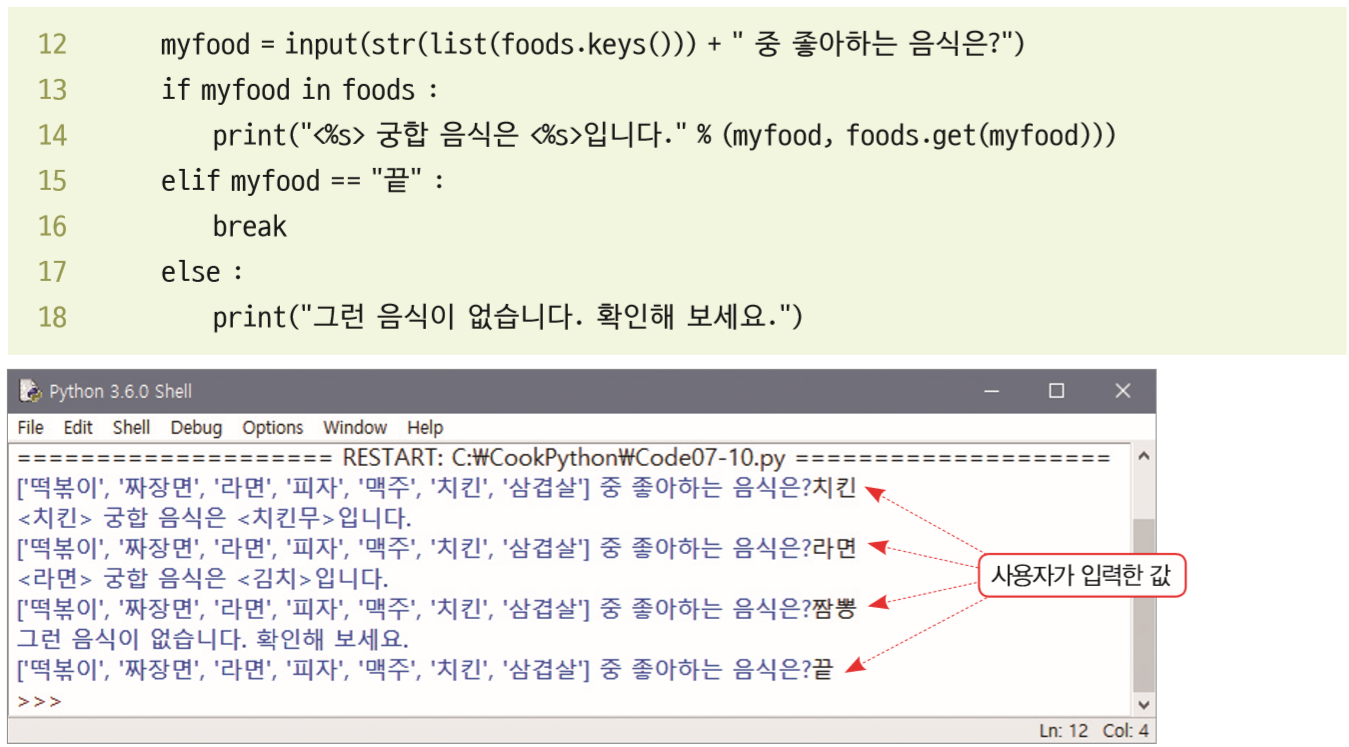 12 myfood = input(str(list(foods.keys())) + " 중 좋아하는 음식은?")
13 if myfood in foods :
14 print("<%s> 궁합 음식은 <%s>입니다." % (myfood, foods.get(myfood)))
15 elif myfood == "끝" :
16 break
17 else :
18 print("그런 음식이 없습니다. 확인해 보세요.")
Python 3.6.0 Shell
File Edit Shell Debug Options Window Help
==================== RESTART: C:₩CookPython₩Code07-10.py ====================
['떡볶이', '짜장면', '라면', '피자', '맥주', '치킨', '삼겹살'] 중 좋아하는 음식은?치킨
<치킨> 궁합 음식은 <치킨무>입니다.
['떡볶이', '짜장면', '라면', '피자', '맥주', '치킨', '삼겹살'] 중 좋아하는 음식은?라면
<라면> 궁합 음식은 <김치>입니다.
['떡볶이', '짜장면', '라면', '피자', '맥주', '치킨', '삼겹살'] 중 좋아하는 음식은?짬뽕
그런 음식이 없습니다. 확인해 보세요.
['떡볶이', '짜장면', '라면', '피자', '맥주', '치킨', '삼겹살'] 중 좋아하는 음식은?끝
>>>
사용자가 입력한 값
Ln: 12 Col: 4